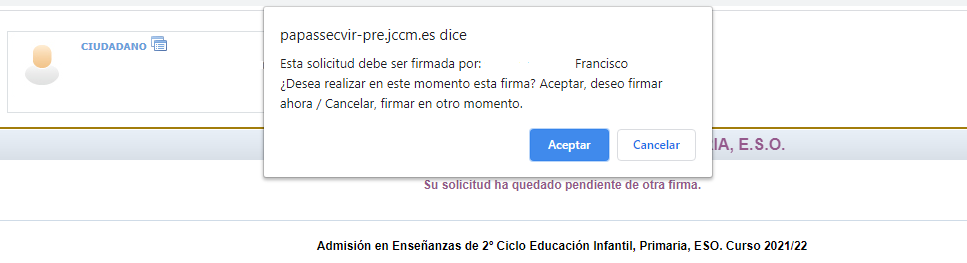 papassecvir-pre.jccm.es dice
CIUDADANO
Esta solicitud debe ser firmada por: Francisco
¿Desea realizar en este momento esta firma? Aceptar, deseo firmar
ahora / Cancelar, firmar en otro momento.
Aceptar Cancelar
IA, E.S.O.
Su solicitud ha quedado pendiente de otra firma.
Admisión en Enseñanzas de 2º Ciclo Educación Infantil, Primaria, ESO. Curso 2021/22